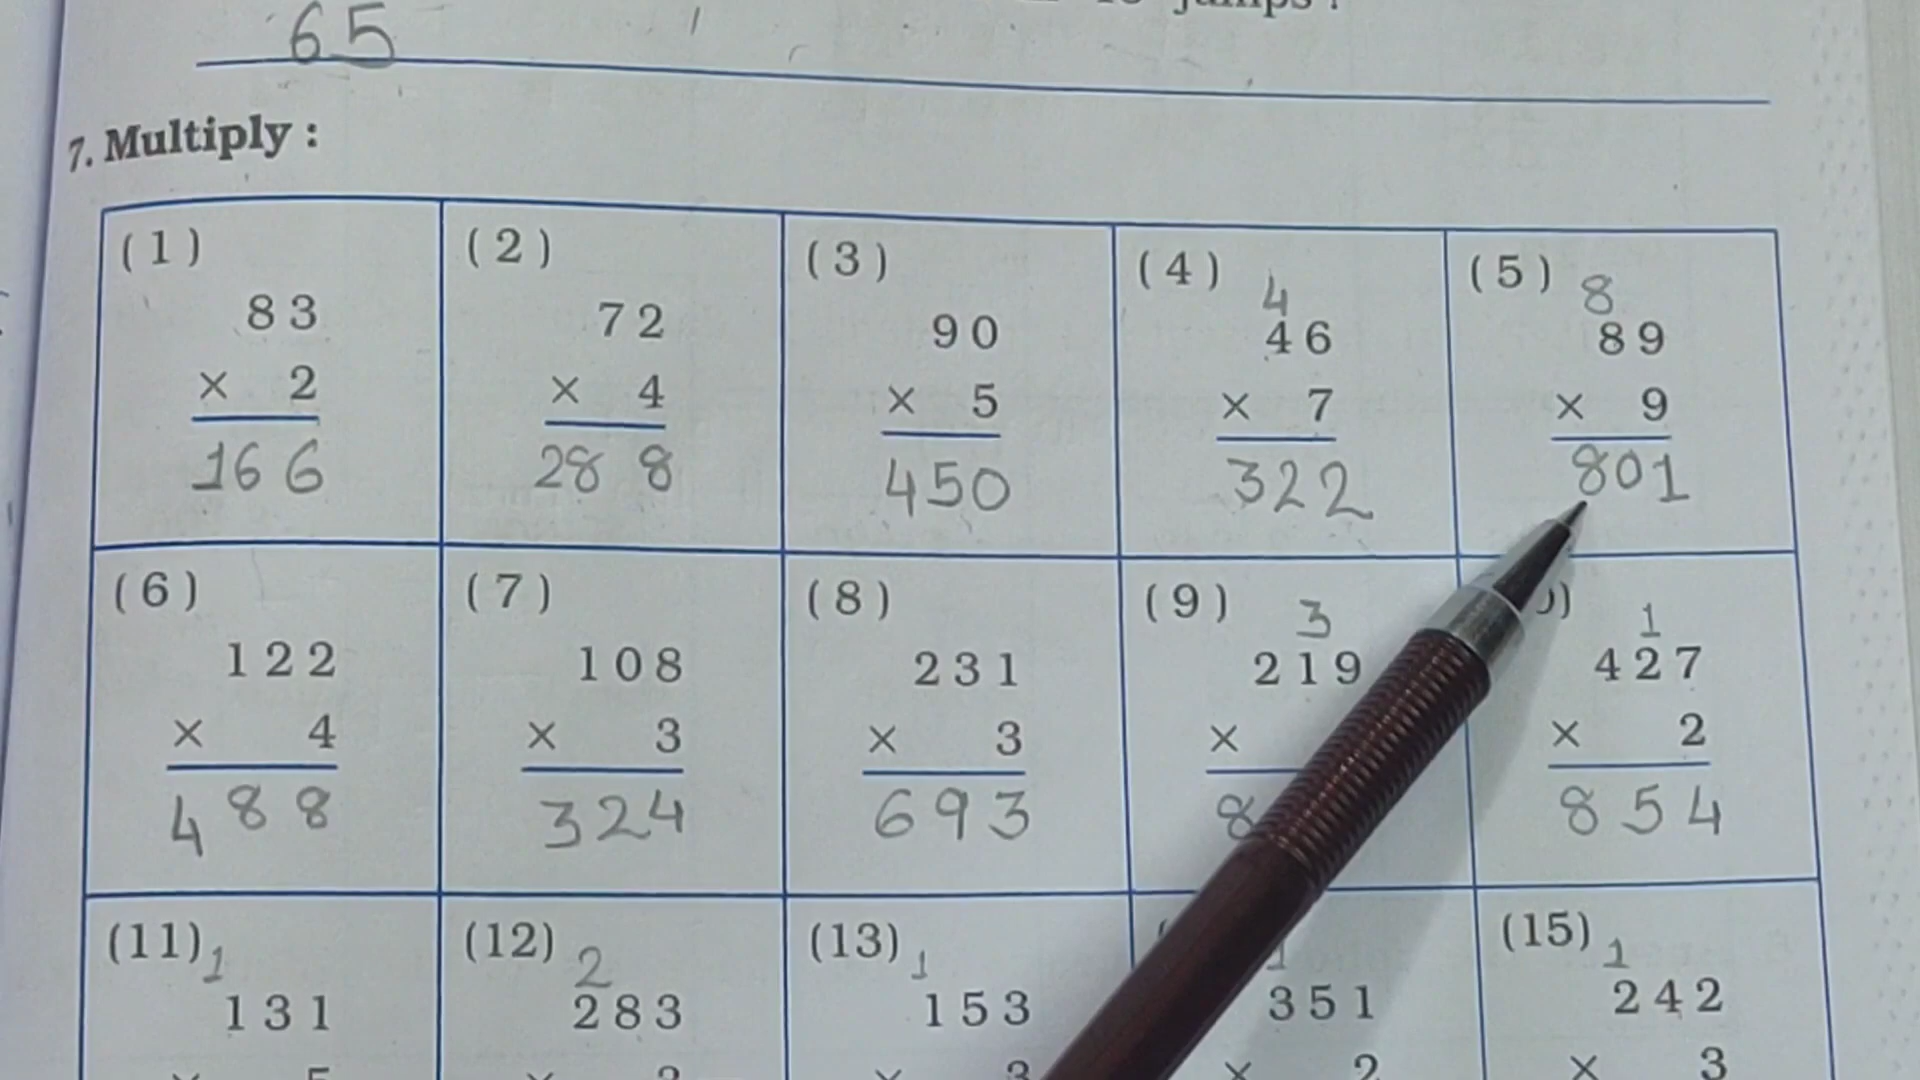 65
7. Multiply :
(1) (2) (3) (4) 4 (5) 8
83 72 90 46 89
× 2 × 4 × 5 × 7 × 9
166 288 450 322 801
(6) (7) (8) (9) 3 1
122 108 231 219 427
× 4 × 3 × 3 × × 2
488 324 693 8 854
(11) 1 (12) 2 (13) 1 (15) 1
131 283 153 351 242
× × × × 2 × 3